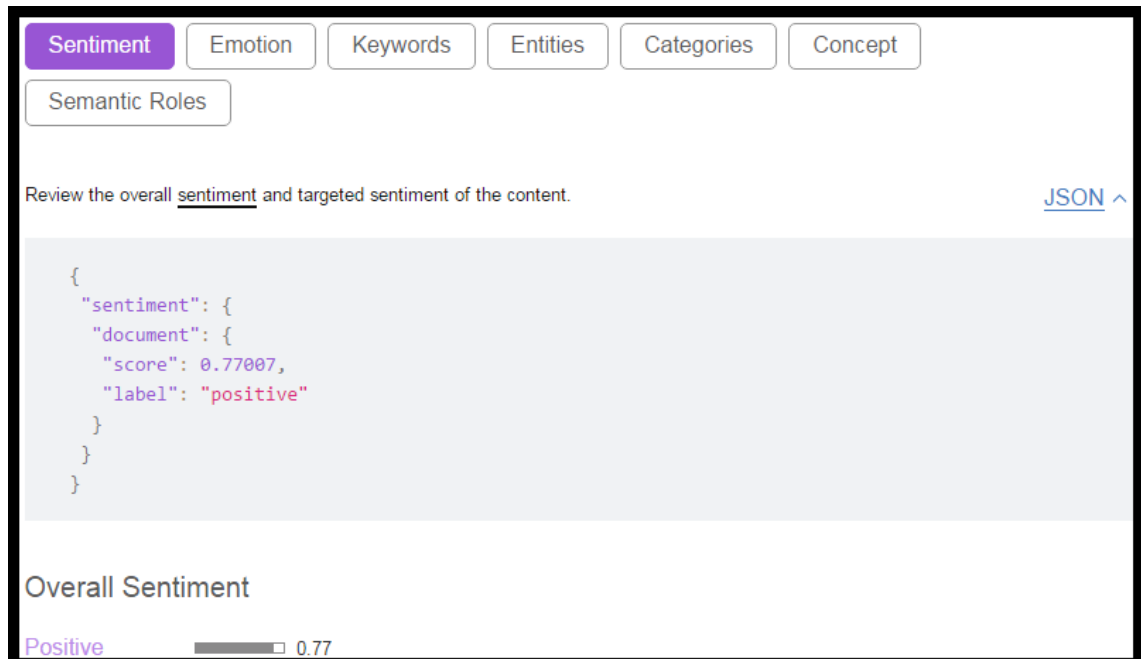 Sentiment Emotion Keywords Entities Categories Concept
Semantic Roles
Review the overall sentiment and targeted sentiment of the content. JSON
{
"sentiment": {
"document": {
"score": 0.77007,
"label": "positive"
}
}
}
Overall Sentiment
Positive 0.77